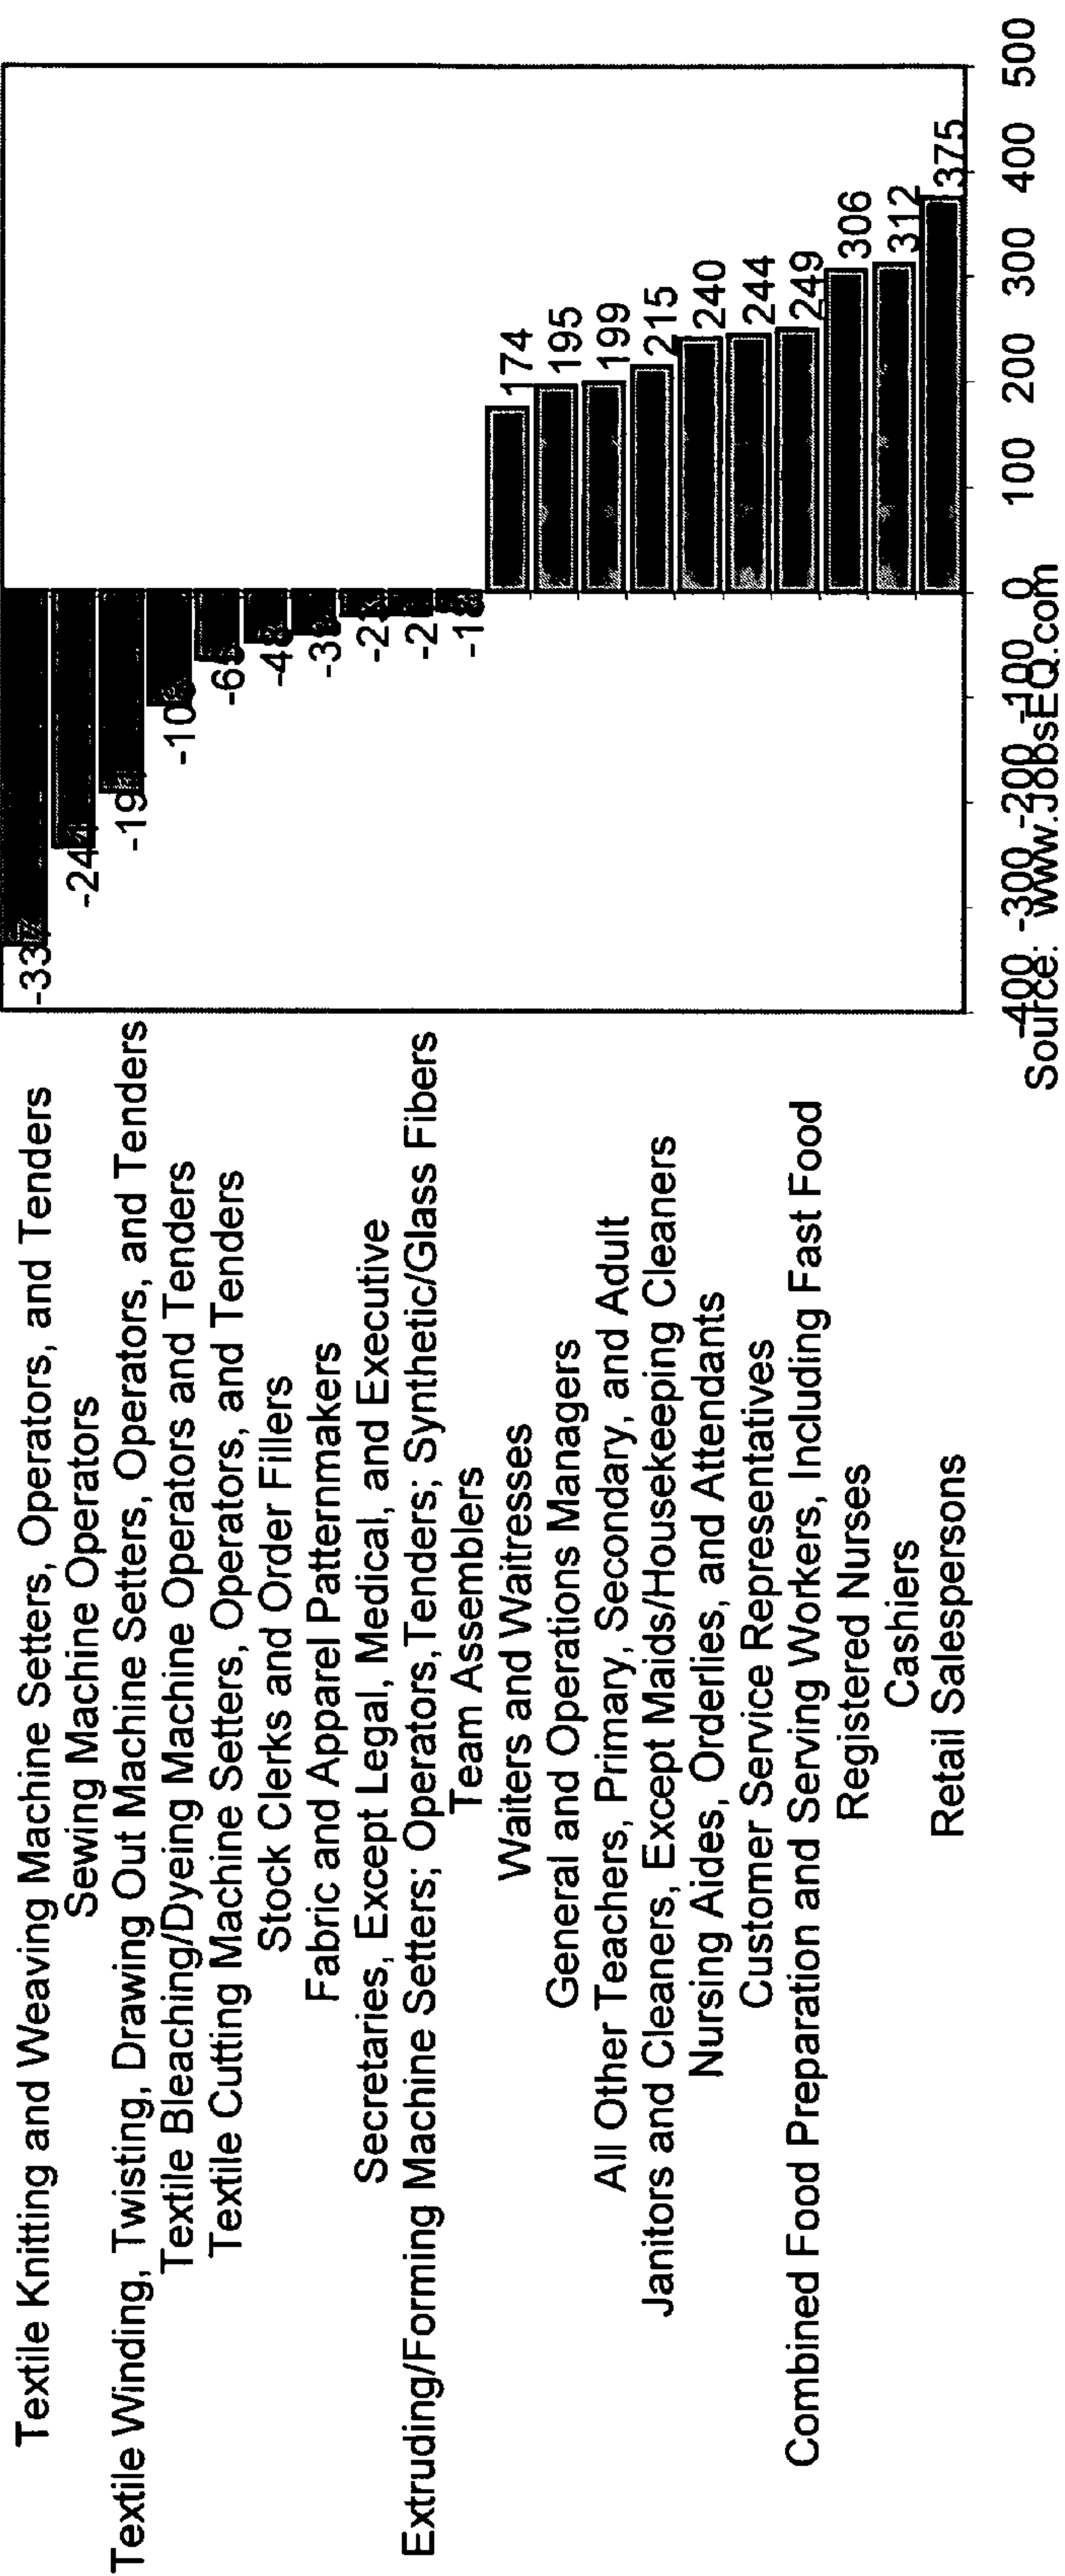 Textile Knitting and Weaving Machine Setters, Operators, and Tenders
Sewing Machine Operators
-244
Textile Winding, Twisting, Drawing Out Machine Setters, Operators, and Tenders
Textile Bleaching/Dyeing Machine Operators and Tenders
Textile Cutting Machine Setters, Operators, and Tenders
Stock Clerks and Order Fillers
-48
Fabric and Apparel Patternmakers
Secretaries, Except Legal, Medical, and Executive
Extruding/Forming Machine Setters; Operators,Tenders; Synthetic/Glass Fibers
Team Assemblers
Waiters and Waitresses 174
General and Operations Managers 195
All Other Teachers, Primary, Secondary, and Adult 199
Janitors and Cleaners, Except Maids/Housekeeping Cleaners 215
Nursing Aides, Orderlies, and Attendants 240
Customer Service Representatives 244
Combined Food Preparation and Serving Workers, Including Fast Food 249
Registered Nurses 306
Cashiers 312
Retail Salespersons 375
-400 -300 -200 -100 0 100 200 300 400 500
Source: www.JobsEQ.com